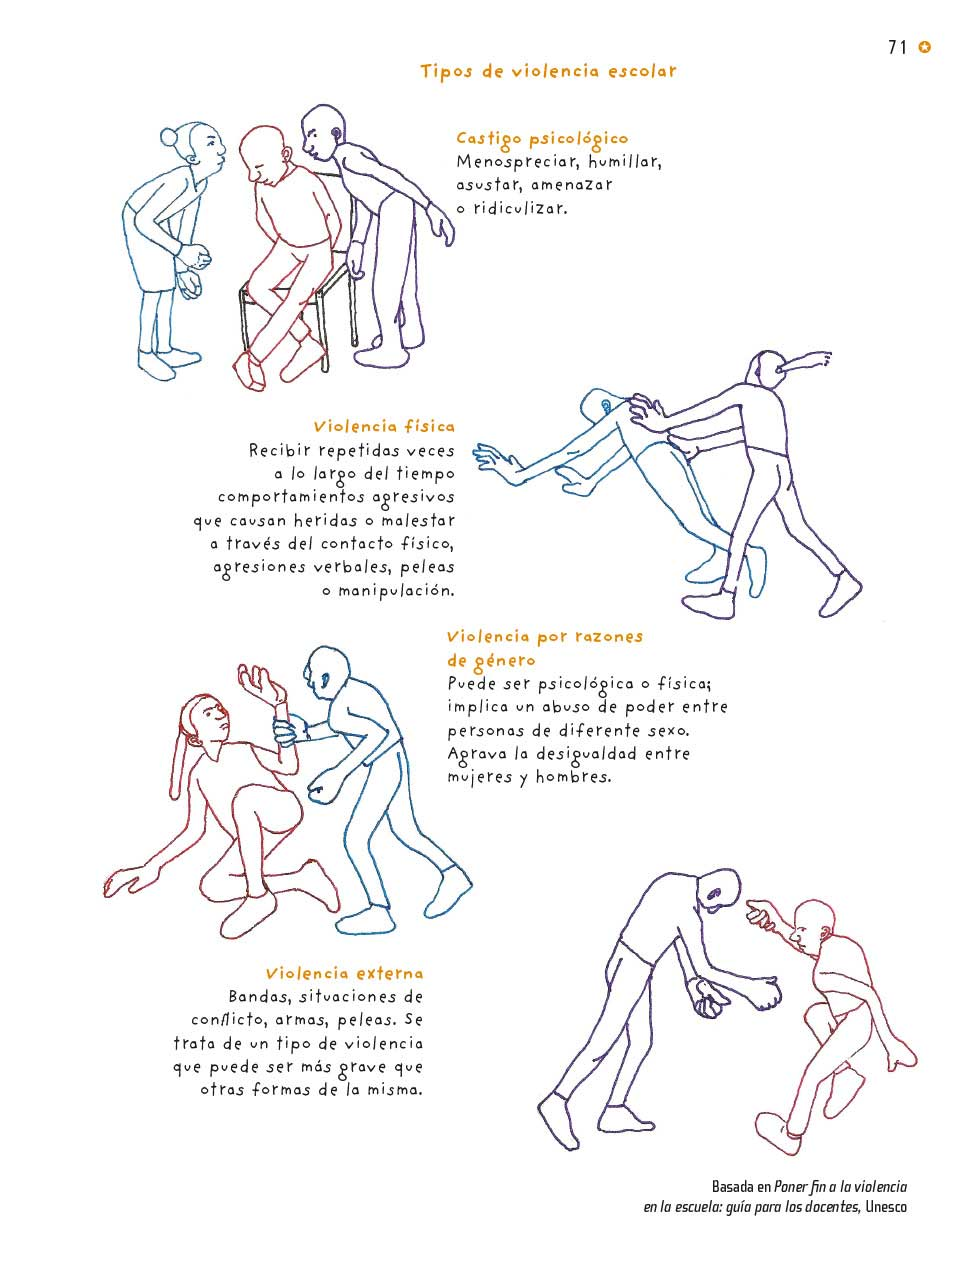 71
Tipos de violencia escolar
Castigo psicológico
Menospreciar, humillar,
asustar, amenazar
o ridiculizar.
Violencia física
Recibir repetidas veces
a lo largo del tiempo
comportamientos agresivos
que causan heridas o malestar
a través del contacto físico,
agresiones verbales, peleas
o manipulación.
Violencia por razones
de género
Puede ser psicológica o física;
implica un abuso de poder entre
personas de diferente sexo.
Agrava la desigualdad entre
mujeres y hombres.
Violencia externa
Bandas, situaciones de
conflicto, armas, peleas. Se
trata de un tipo de violencia
que puede ser más grave que
otras formas de la misma.
Basada en Poner fin a la violencia
en la escuela: guía para los docentes, Unesco